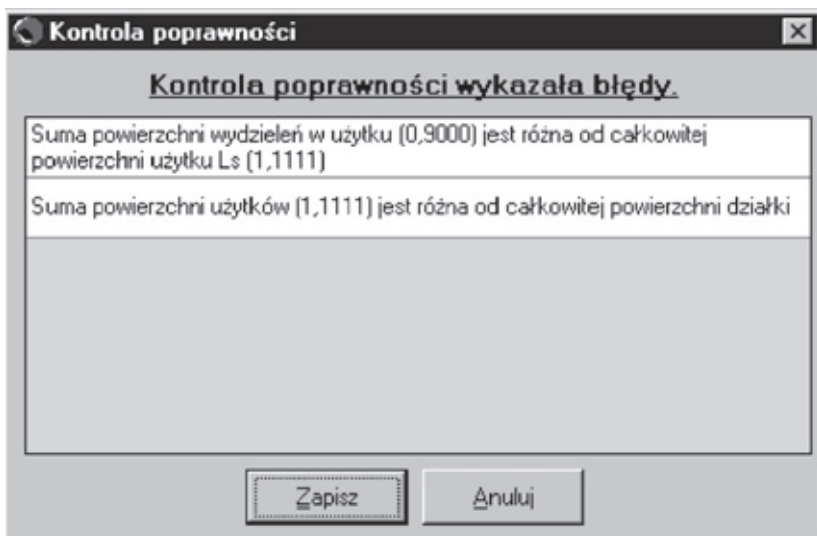 Kontrola poprawności
Kontrola poprawności wykazała błędy.
Suma powierzchni wydzieleń w użytku (0,9000) jest różna od całkowitej
powierzchni użytku Ls (1,1111)
Suma powierzchni użytków (1,1111) jest różna od całkowitej powierzchni działki
Zapisz
Anuluj